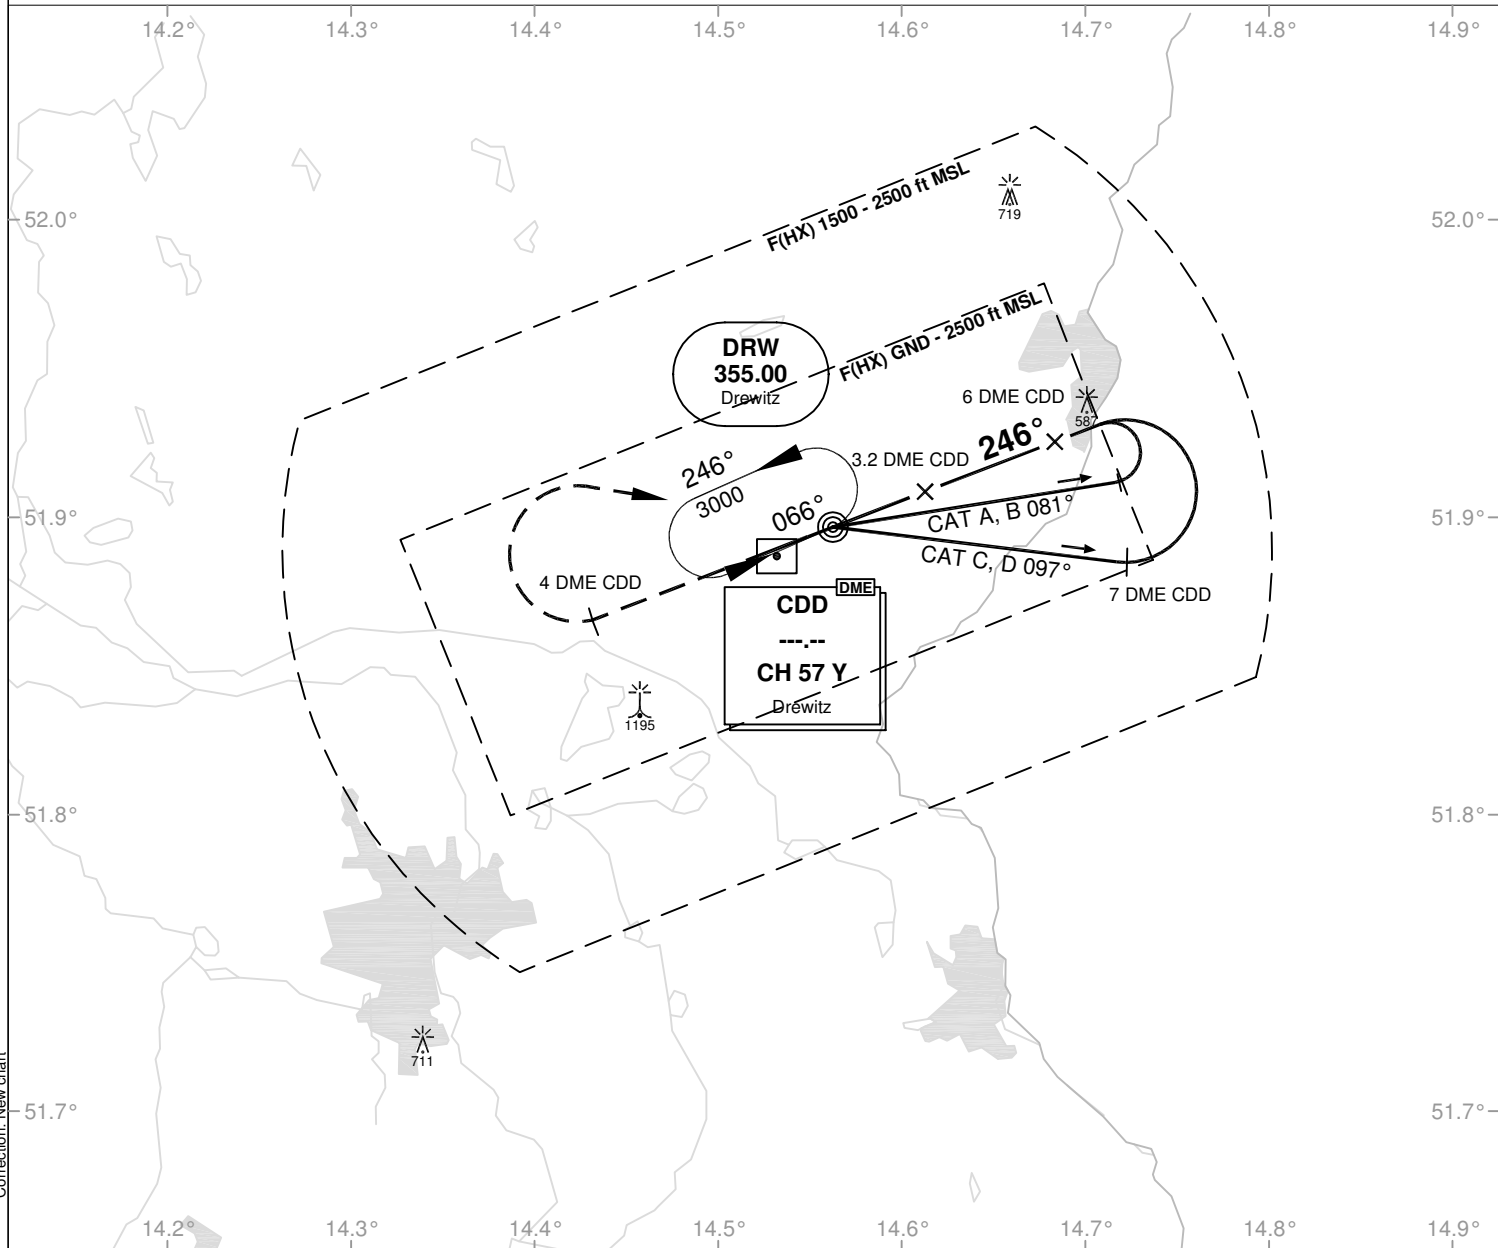 14.2°
14.3°
14.4°
14.5°
14.6°
14.7°
14.8°
14.9°
F(HX) 1500 - 2500 ft MSL
719
52.0°
52.0°
F(HX) GND - 2500 ft MSL
DRW
355.00
Drewitz
6 DME CDD
587
246°
3.2 DME CDD
246°
3000
066°
51.9°
51.9°
CAT A, B 081°
CAT C, D 097°
4 DME CDD
7 DME CDD
DME
CDD
---.--
CH 57 Y
Drewitz
1195
51.8°
51.8°
711
Correction: New chart
51.7°
51.7°
14.2°
14.3°
14.4°
14.5°
14.6°
14.7°
14.8°
14.9°